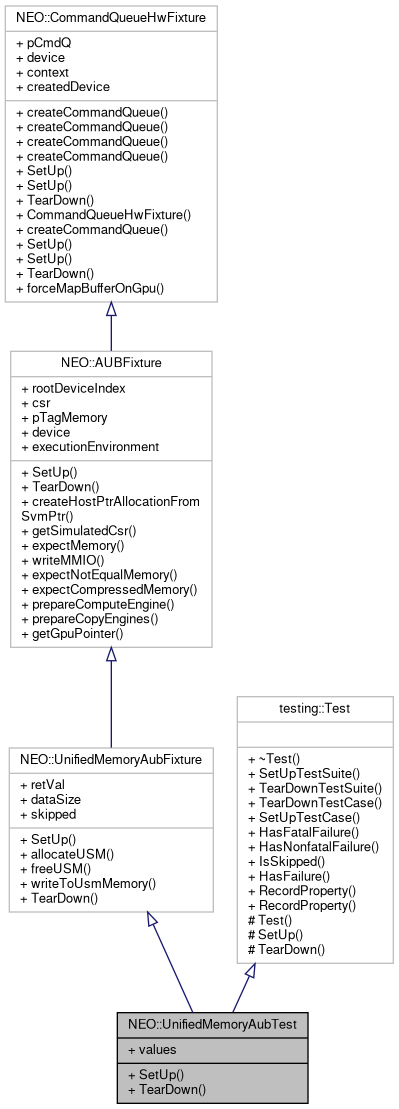 NEO::CommandQueueHwFixture
+ pCmdQ
+ device
+ context
+ createdDevice
+ createCommandQueue()
+ createCommandQueue()
+ createCommandQueue()
+ createCommandQueue()
+ SetUp()
+ SetUp()
+ TearDown()
+ CommandQueueHwFixture()
+ createCommandQueue()
+ SetUp()
+ SetUp()
+ TearDown()
+ forceMapBufferOnGpu()
NEO::AUBFixture
+ rootDeviceIndex
+ csr
+ pTagMemory
+ device
+ executionEnvironment
+ SetUp()
+ TearDown()
+ createHostPtrAllocationFrom
SvmPtr()
+ getSimulatedCsr()
+ expectMemory()
+ writeMMIO()
+ expectNotEqualMemory()
+ expectCompressedMemory()
+ prepareComputeEngine()
+ prepareCopyEngines()
+ getGpuPointer()
NEO::UnifiedMemoryAubFixture
+ retVal
+ dataSize
+ skipped
+ SetUp()
+ allocateUSM()
+ freeUSM()
+ writeToUsmMemory()
+ TearDown()
testing::Test
+ ~Test()
+ SetUpTestSuite()
+ TearDownTestSuite()
+ TearDownTestCase()
+ SetUpTestCase()
+ HasFatalFailure()
+ HasNonfatalFailure()
+ IsSkipped()
+ HasFailure()
+ RecordProperty()
+ RecordProperty()
# Test()
# SetUp()
# TearDown()
NEO::UnifiedMemoryAubTest
+ values
+ SetUp()
+ TearDown()